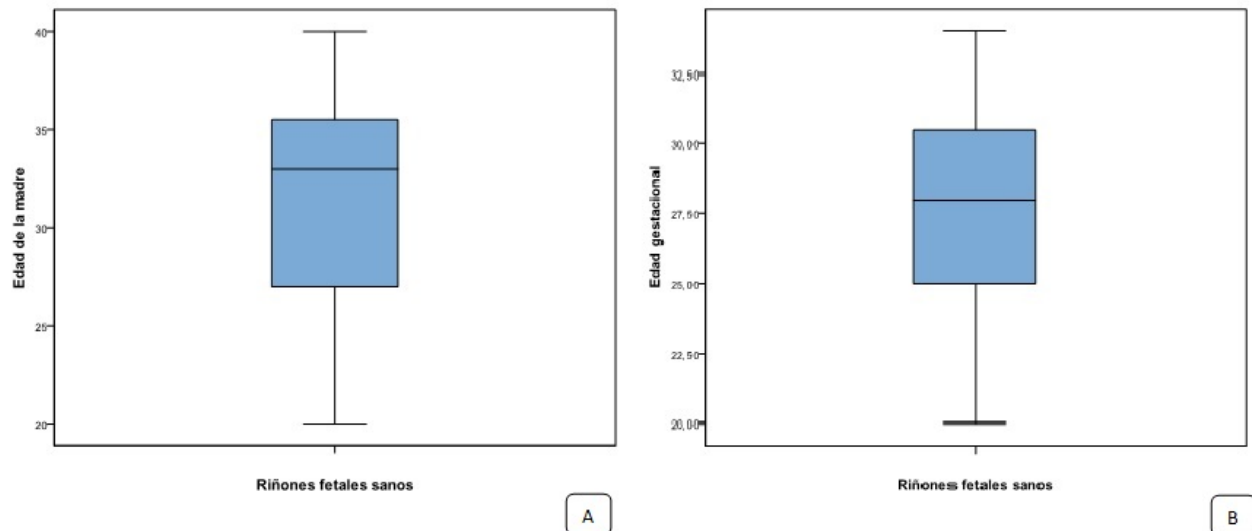 40
35
30
25
20
Edad de la madre
Riñones fetales sanos
A
32,50
30,00
27,50
25,00
22,50
20,00
Edad gestacional
Riñones fetales sanos
B